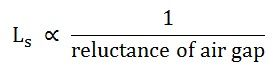 Ls ∝ 1 / reluctance of air gap